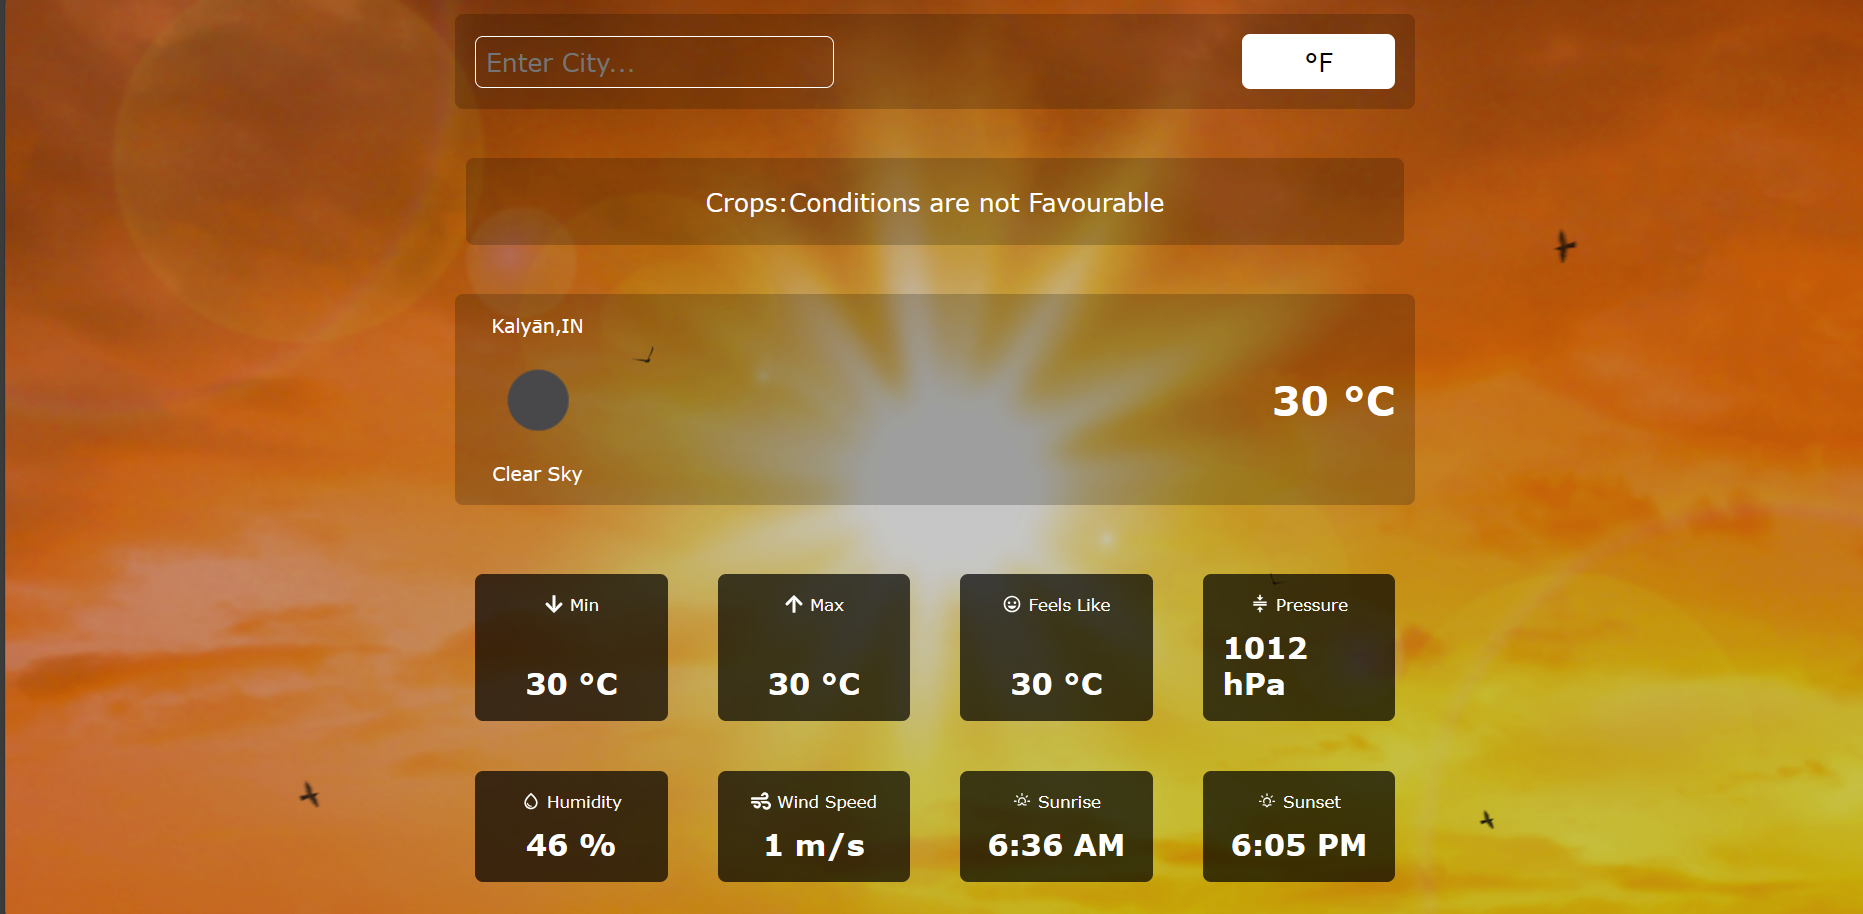 Enter City...
°F
Crops:Conditions are not Favourable
Kalyān,IN
30 °C
Clear Sky
Min
Max
Feels Like
Pressure
30 °C
30 °C
30 °C
1012
hPa
Humidity
Wind Speed
Sunrise
Sunset
46 %
1 m/s
6:36 AM
6:05 PM